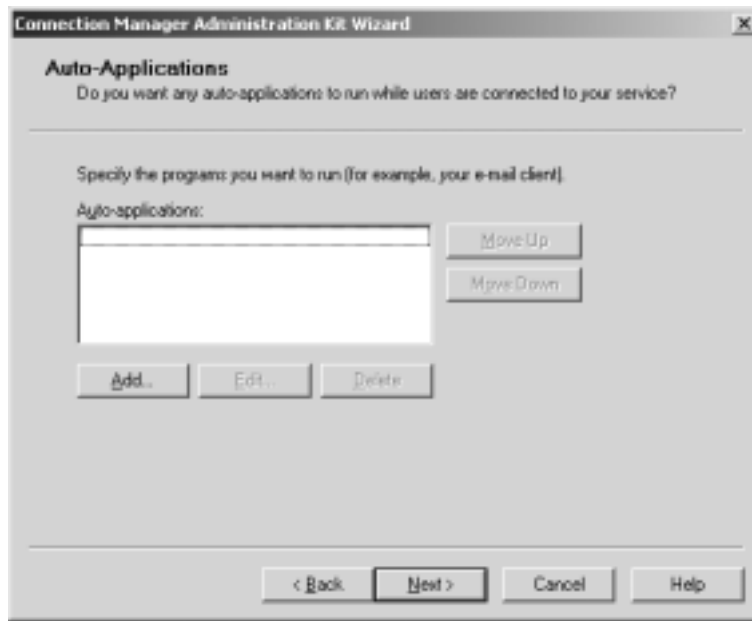 Connection Manager Administration Kit Wizard
Auto-Applications
Do you want any auto-applications to run while users are connected to your service?
Specify the programs you want to run (for example, your e-mail client).
Auto-applications:
Move Up
Move Down
Add... Edit... Delete
< Back Next > Cancel Help